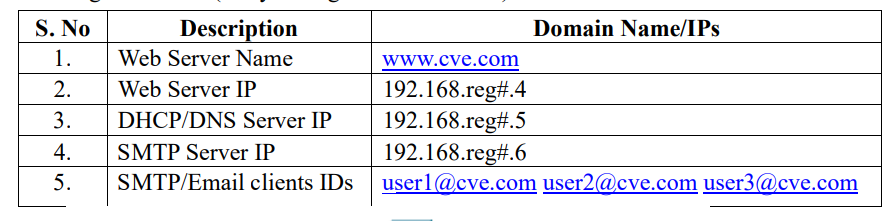 S. No Description Domain Name/IPs
1. Web Server Name www.cve.com
2. Web Server IP 192.168.reg#.4
3. DHCP/DNS Server IP 192.168.reg#.5
4. SMTP Server IP 192.168.reg#.6
5. SMTP/Email clients IDs user1@cve.com user2@cve.com user3@cve.com